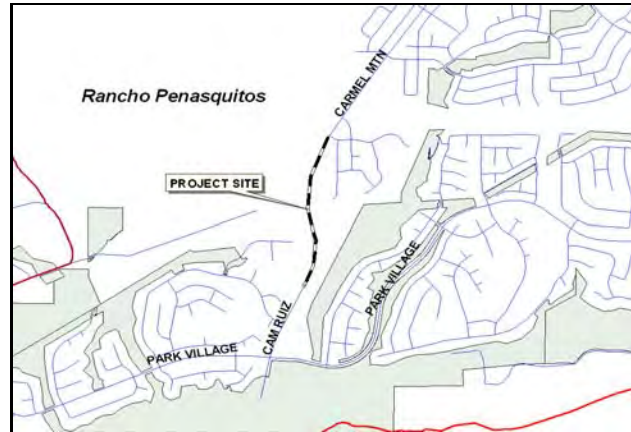 CARMEL MTN
Rancho Penasquitos
PROJECT SITE
PARK VILLAGE
CAM RUIZ
PARK VILLAGE